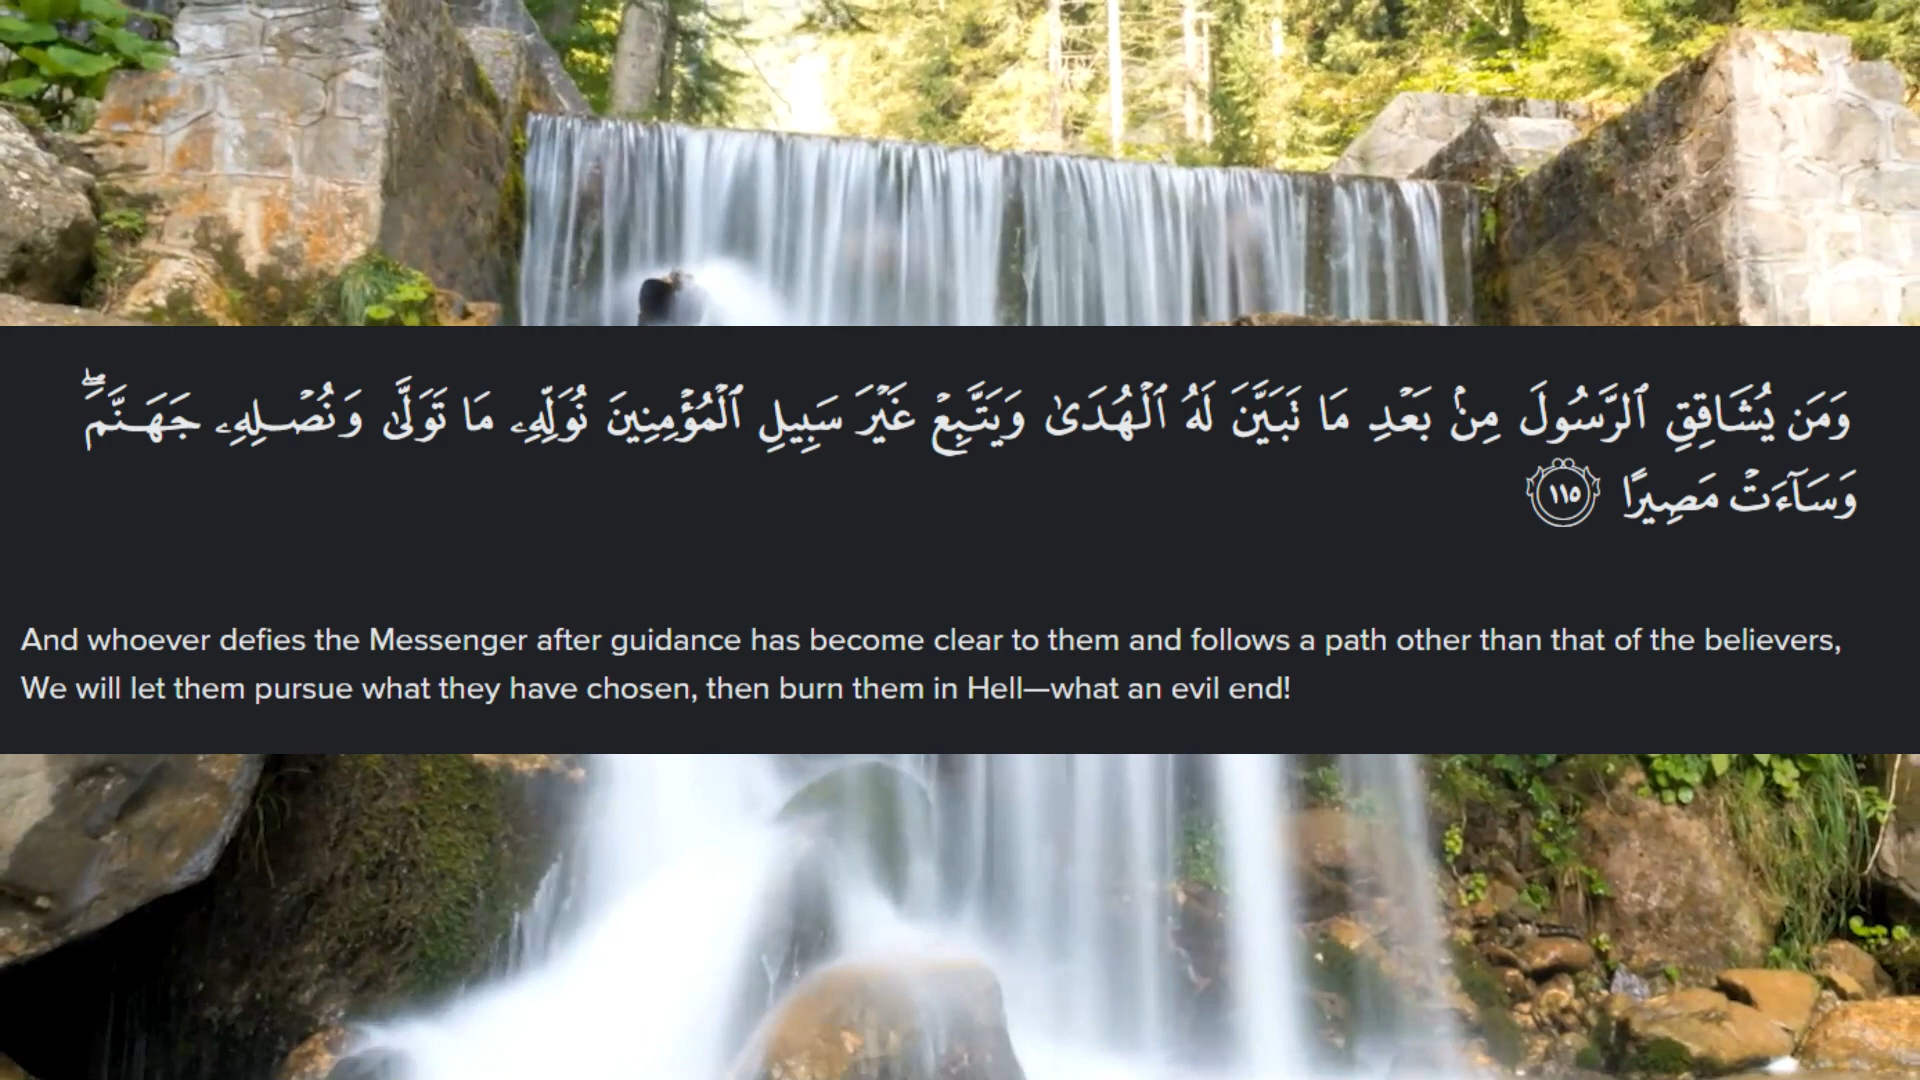 وَمَن يُشَاقِقِ ٱلرَّسُولَ مِنۢ بَعۡدِ مَا تَبَيَّنَ لَهُ ٱلۡهُدَىٰ وَيَتَّبِعۡ غَيۡرَ سَبِيلِ ٱلۡمُؤۡمِنِينَ نُوَلِّهِۦ مَا تَوَلَّىٰ وَنُصۡلِهِۦ جَهَنَّمَۖ
وَسَآءَتۡ مَصِيرًا ١١٥
And whoever defies the Messenger after guidance has become clear to them and follows a path other than that of the believers,
We will let them pursue what they have chosen, then burn them in Hell—what an evil end!